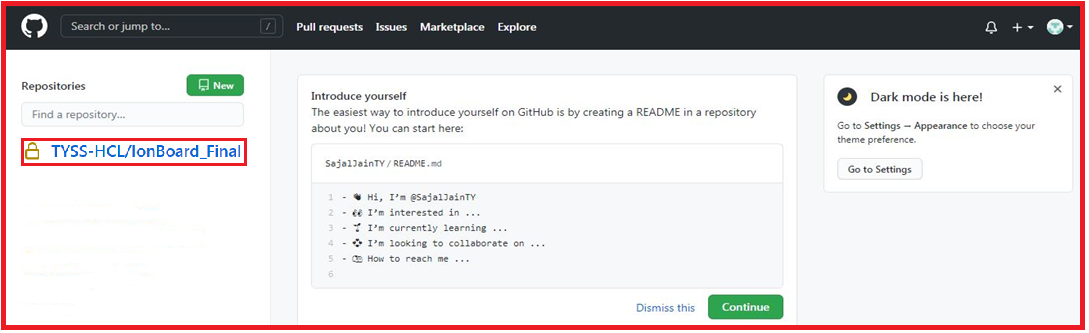 Search or jump to... /
Pull requests Issues Marketplace Explore
Repositories
New
Find a repository...
TYSS-HCL/IonBoard_Final
Introduce yourself
The easiest way to introduce yourself on GitHub is by creating a README in a repository
about you! You can start here:
SajalJainTY / README.md
1 - 👋 Hi, I'm @SajalJainTY
2 - 👀 I'm interested in ...
3 - 🌱 I'm currently learning ...
4 - 💞️ I'm looking to collaborate on ...
5 - 📫 How to reach me ...
6
Dismiss this
Continue
Dark mode is here!
Go to Settings — Appearance to choose your
theme preference.
Go to Settings